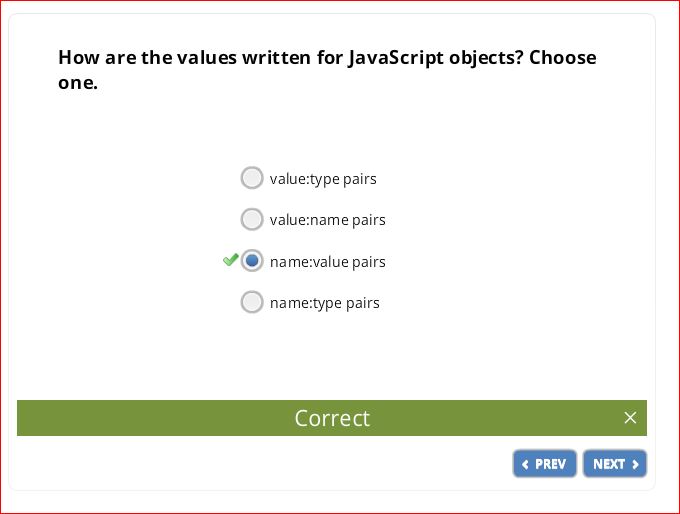 How are the values written for JavaScript objects? Choose
one.
value:type pairs
value:name pairs
name:value pairs
name:type pairs
Correct
PREV
NEXT